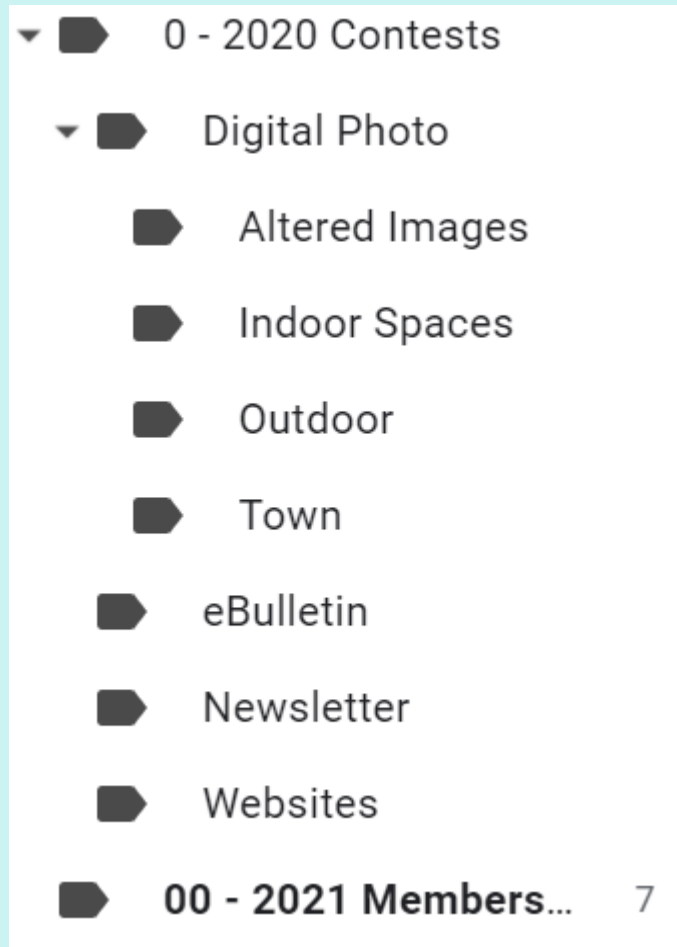 0 - 2020 Contests
Digital Photo
Altered Images
Indoor Spaces
Outdoor
Town
eBulletin
Newsletter
Websites
00 - 2021 Members... 7